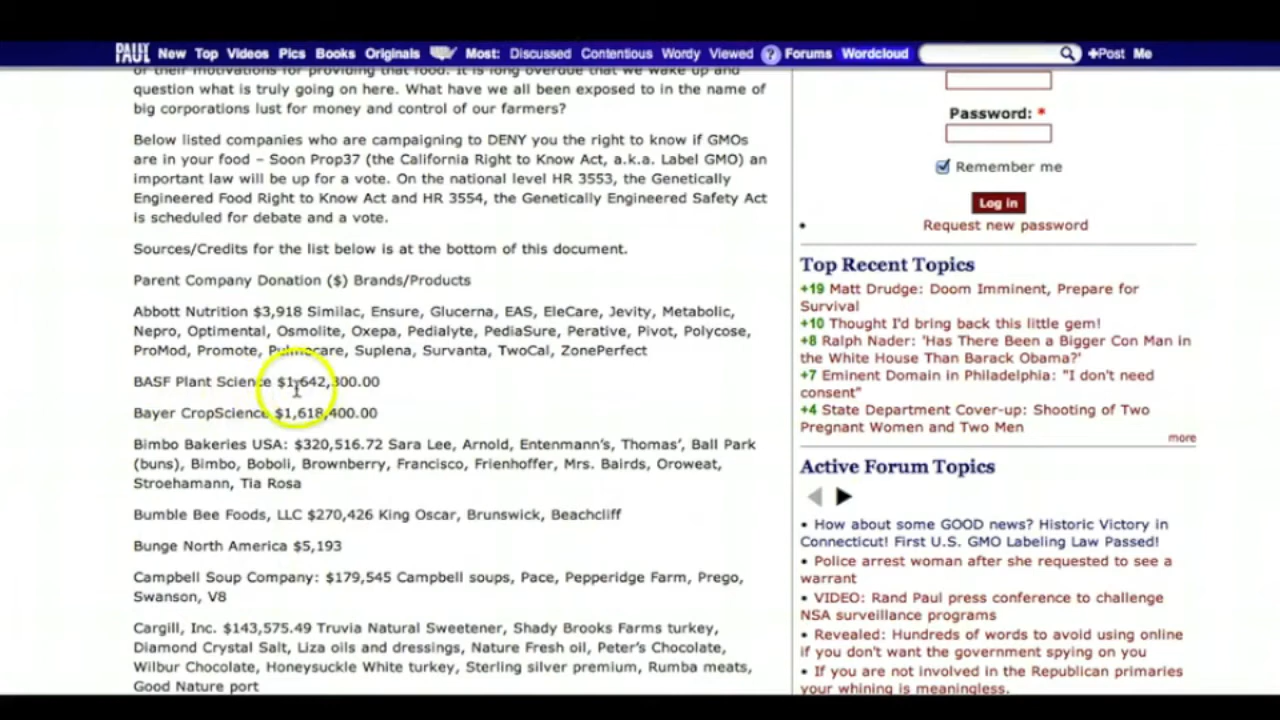 PAUL New Top Videos Pics Books Originals Most: Discussed Contentious Wordy Viewed ? Forums Wordcloud +Post Me
of their motivations for providing that food. It is long overdue that we wake up and
question what is truly going on here. What have we all been exposed to in the name of
big corporations lust for money and control of our farmers?
Below listed companies who are campaigning to DENY you the right to know if GMOs
are in your food – Soon Prop37 (the California Right to Know Act, a.k.a. Label GMO) an
important law will be up for a vote. On the national level HR 3553, the Genetically
Engineered Food Right to Know Act and HR 3554, the Genetically Engineered Safety Act
is scheduled for debate and a vote.
Sources/Credits for the list below is at the bottom of this document.
Parent Company Donation ($) Brands/Products
Abbott Nutrition $3,918 Similac, Ensure, Glucerna, EAS, EleCare, Jevity, Metabolic,
Nepro, Optimental, Osmolite, Oxepa, Pedialyte, PediaSure, Perative, Pivot, Polycose,
ProMod, Promote, Pulmocare, Suplena, Survanta, TwoCal, ZonePerfect
BASF Plant Science $1,642,300.00
Bayer CropScience $1,618,400.00
Bimbo Bakeries USA: $320,516.72 Sara Lee, Arnold, Entenmann’s, Thomas’, Ball Park
(buns), Bimbo, Boboli, Brownberry, Francisco, Frienhoffer, Mrs. Bairds, Oroweat,
Stroehamann, Tia Rosa
Bumble Bee Foods, LLC $270,426 King Oscar, Brunswick, Beachcliff
Bunge North America $5,193
Campbell Soup Company: $179,545 Campbell soups, Pace, Pepperidge Farm, Prego,
Swanson, V8
Cargill, Inc. $143,575.49 Truvia Natural Sweetener, Shady Brooks Farms turkey,
Diamond Crystal Salt, Liza oils and dressings, Nature Fresh oil, Peter’s Chocolate,
Wilbur Chocolate, Honeysuckle White turkey, Sterling silver premium, Rumba meats,
Good Nature port
Password: *
Remember me
Log in
• Request new password
Top Recent Topics
+19 Matt Drudge: Doom Imminent, Prepare for
Survival
+10 Thought I'd bring back this little gem!
+8 Ralph Nader: 'Has There Been a Bigger Con Man in
the White House Than Barack Obama?'
+7 Eminent Domain in Philadelphia: "I don't need
consent"
+4 State Department Cover-up: Shooting of Two
Pregnant Women and Two Men
more
Active Forum Topics
• How about some GOOD news? Historic Victory in
Connecticut! First U.S. GMO Labeling Law Passed!
• Police arrest woman after she requested to see a
warrant
• VIDEO: Rand Paul press conference to challenge
NSA surveillance programs
• Revealed: Hundreds of words to avoid using online
if you don't want the government spying on you
• If you are not involved in the Republican primaries
your whining is meaningless.